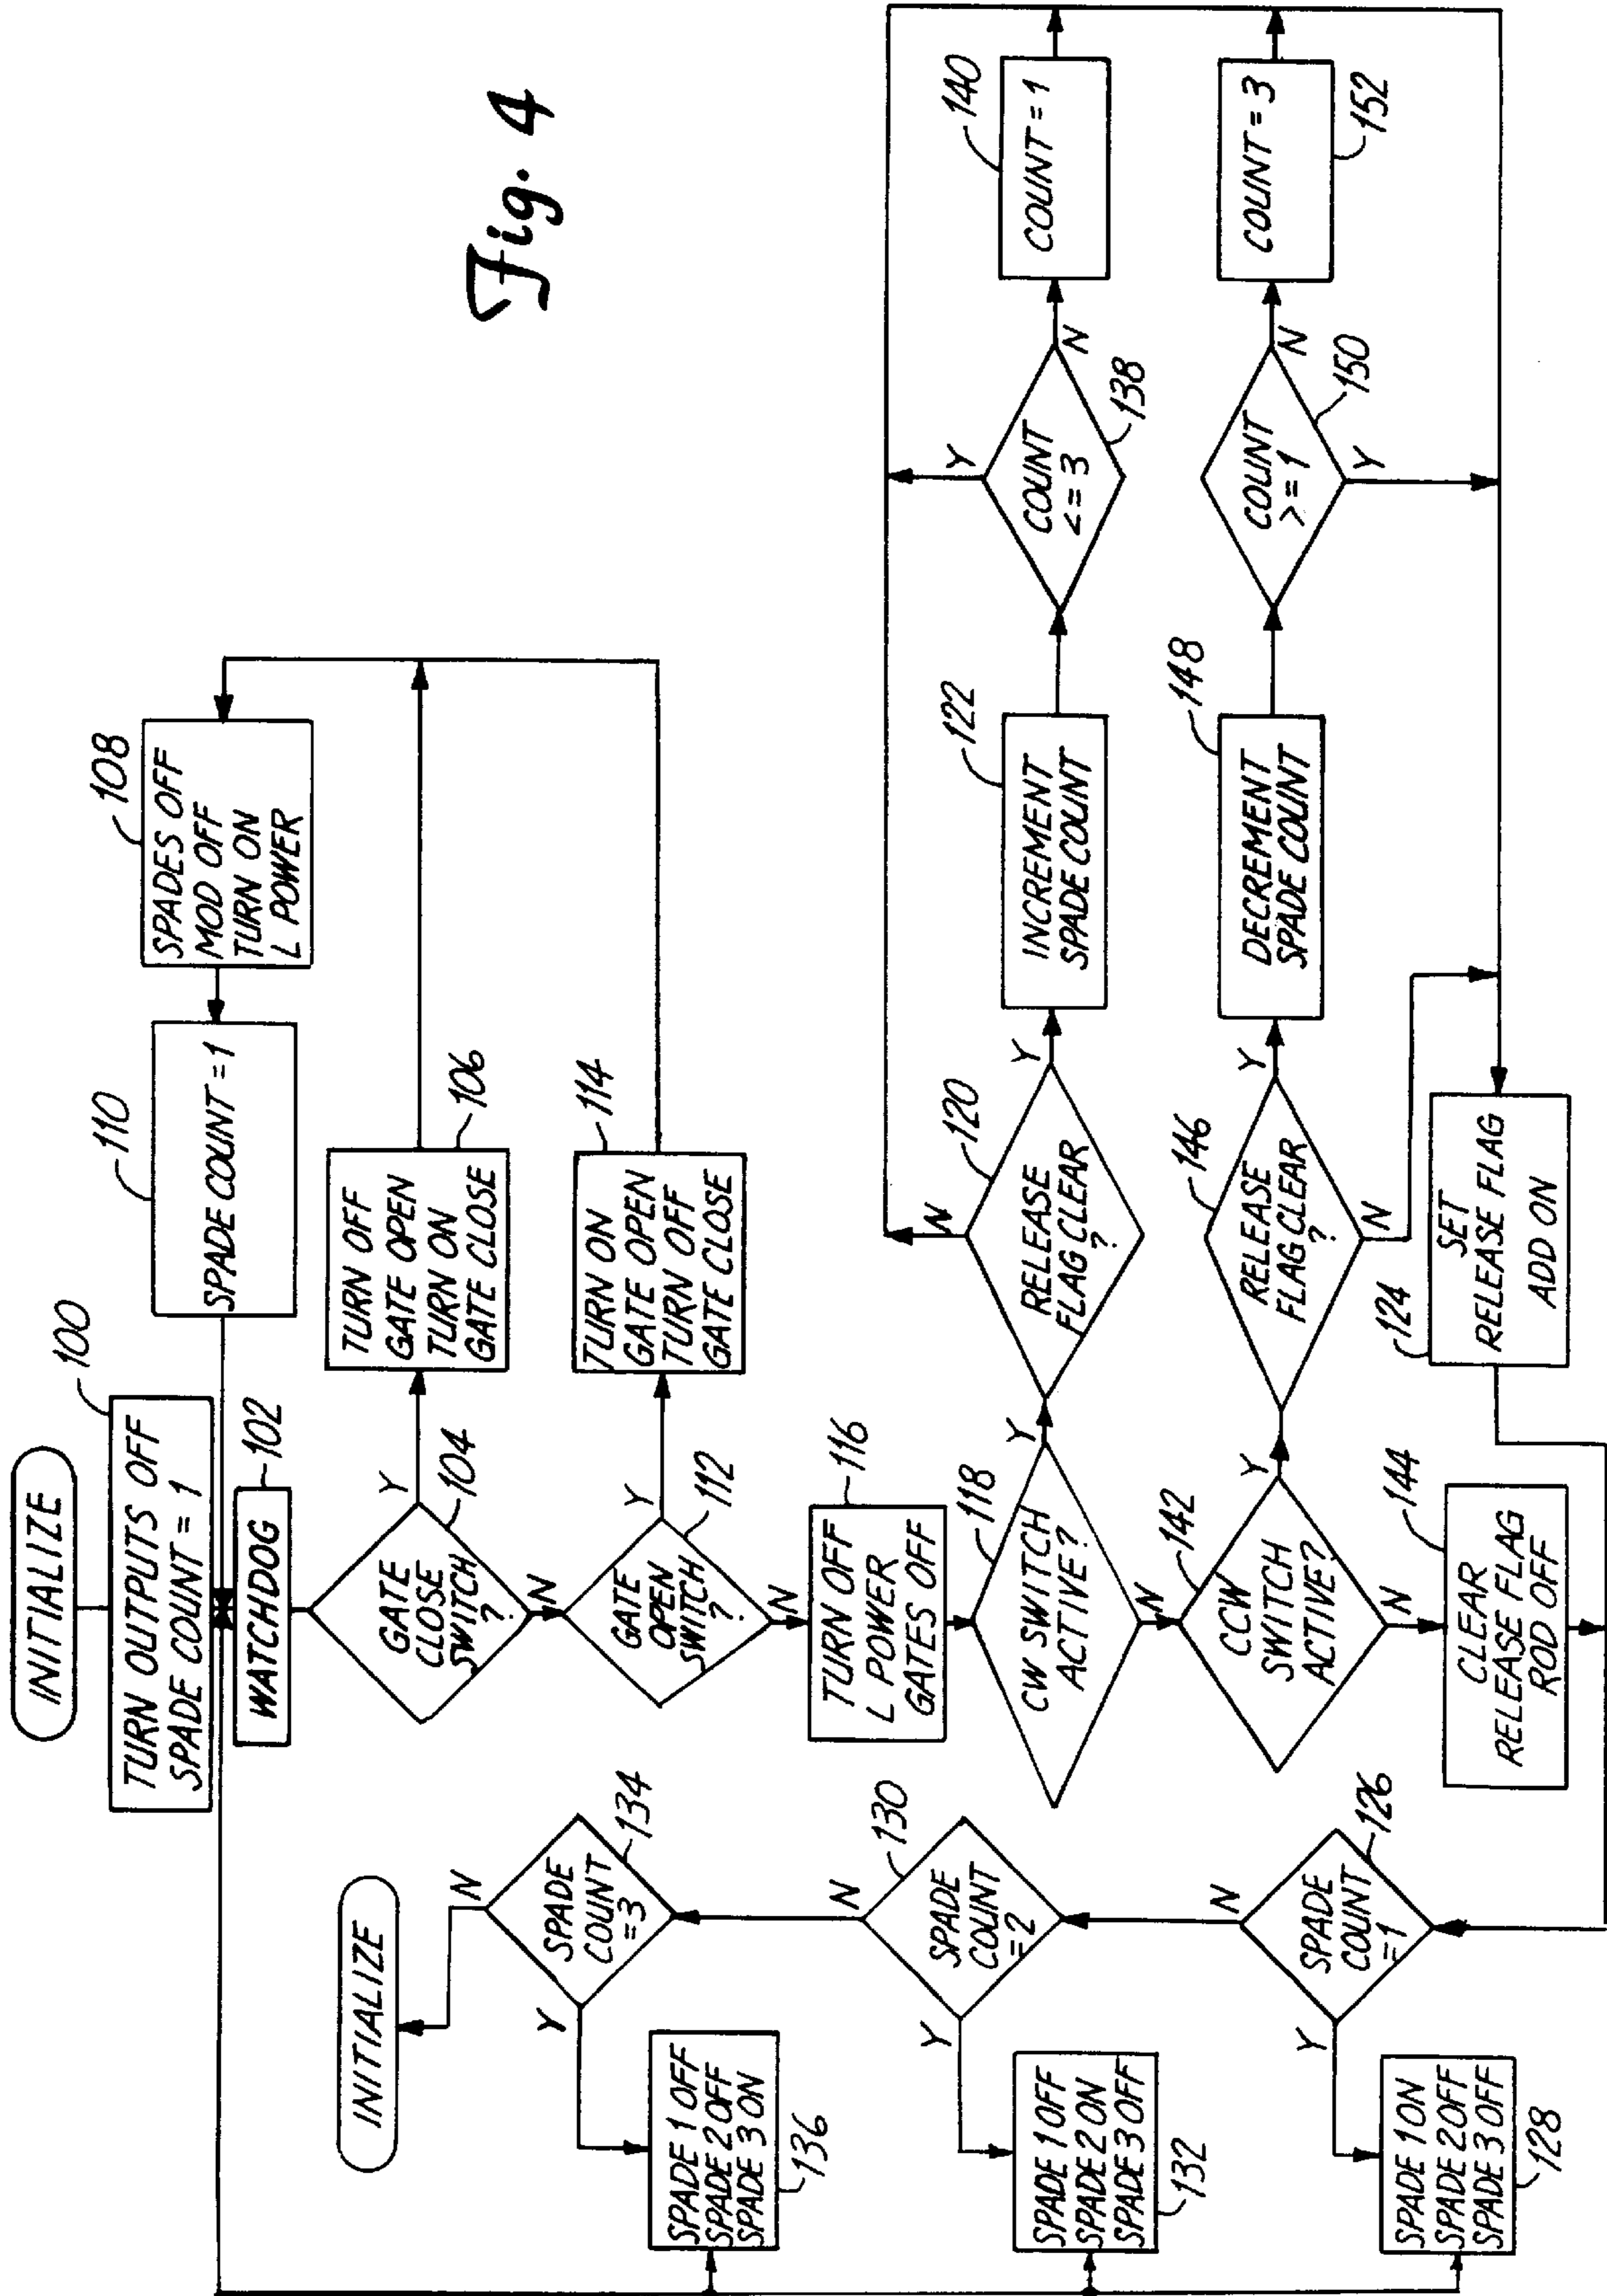 INITIALIZE
100
TURN OUTPUTS OFF
SPADE COUNT = 1
WATCHDOG
102
110
SPADE COUNT = 1
108
SPADES OFF
MOD OFF
TURN ON
L POWER
GATE
CLOSE
SWITCH
?
104
Y
N
TURN OFF
GATE OPEN
TURN ON
GATE CLOSE
106
GATE
OPEN
SWITCH
?
112
Y
N
TURN ON
GATE OPEN
TURN OFF
GATE CLOSE
114
TURN OFF
L POWER
GATES OFF
116
CW SWITCH
ACTIVE?
118
Y
N
RELEASE
FLAG CLEAR
?
120
N
Y
INCREMENT
SPADE COUNT
122
COUNT
<= 3
138
Y
N
COUNT = 1
140
CCW
SWITCH
ACTIVE?
142
Y
N
RELEASE
FLAG CLEAR
?
146
Y
N
DECREMENT
SPADE COUNT
148
COUNT
>= 1
150
N
Y
COUNT = 3
152
CLEAR
RELEASE FLAG
ROD OFF
144
SET
RELEASE FLAG
ADD ON
124
SPADE
COUNT
=1
126
N
Y
SPADE 1 ON
SPADE 2 OFF
SPADE 3 OFF
128
SPADE
COUNT
=2
130
N
Y
SPADE 1 OFF
SPADE 2 ON
SPADE 3 OFF
132
SPADE
COUNT
=3
134
N
Y
SPADE 1 OFF
SPADE 2 OFF
SPADE 3 ON
136
INITIALIZE
Fig. 4